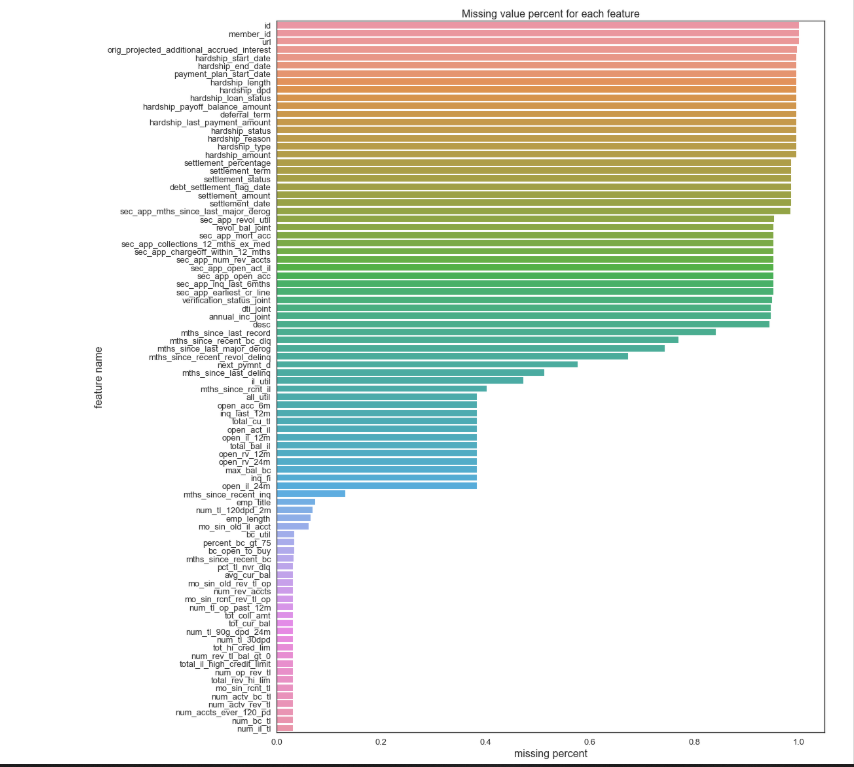 Missing value percent for each feature
id
member_id
url
orig_projected_additional_accrued_interest
hardship_start_date
hardship_end_date
payment_plan_start_date
hardship_length
hardship_dpd
hardship_loan_status
hardship_payoff_balance_amount
deferral_term
hardship_last_payment_amount
hardship_status
hardship_reason
hardship_type
hardship_amount
settlement_percentage
settlement_term
settlement_status
debt_settlement_flag_date
settlement_amount
settlement_date
sec_app_mths_since_last_major_derog
sec_app_revol_util
revol_bal_joint
sec_app_mort_acc
sec_app_collections_12_mths_ex_med
sec_app_chargeoff_within_12_mths
sec_app_num_rev_accts
sec_app_open_act_il
sec_app_open_acc
sec_app_inq_last_6mths
sec_app_earliest_cr_line
verification_status_joint
dti_joint
annual_inc_joint
desc
mths_since_last_record
mths_since_recent_bc_dlq
mths_since_last_major_derog
mths_since_recent_revol_delinq
next_pymnt_d
mths_since_last_delinq
il_util
mths_since_rcnt_il
all_util
open_acc_6m
inq_last_12m
total_cu_tl
open_act_il
open_il_12m
total_bal_il
open_rv_12m
open_rv_24m
max_bal_bc
inq_fi
open_il_24m
mths_since_recent_inq
emp_title
num_tl_120dpd_2m
emp_length
mo_sin_old_il_acct
bc_util
percent_bc_gt_75
bc_open_to_buy
mths_since_recent_bc
pct_tl_nvr_dlq
avg_cur_bal
mo_sin_old_rev_tl_op
num_rev_accts
mo_sin_rcnt_rev_tl_op
num_tl_op_past_12m
tot_coll_amt
tot_cur_bal
num_tl_90g_dpd_24m
num_tl_30dpd
tot_hi_cred_lim
num_rev_tl_bal_gt_0
total_il_high_credit_limit
num_op_rev_tl
total_rev_hi_lim
mo_sin_rcnt_tl
num_actv_bc_tl
num_actv_rev_tl
num_accts_ever_120_pd
num_bc_tl
num_il_tl
feature name
0.0 0.2 0.4 0.6 0.8 1.0
missing percent